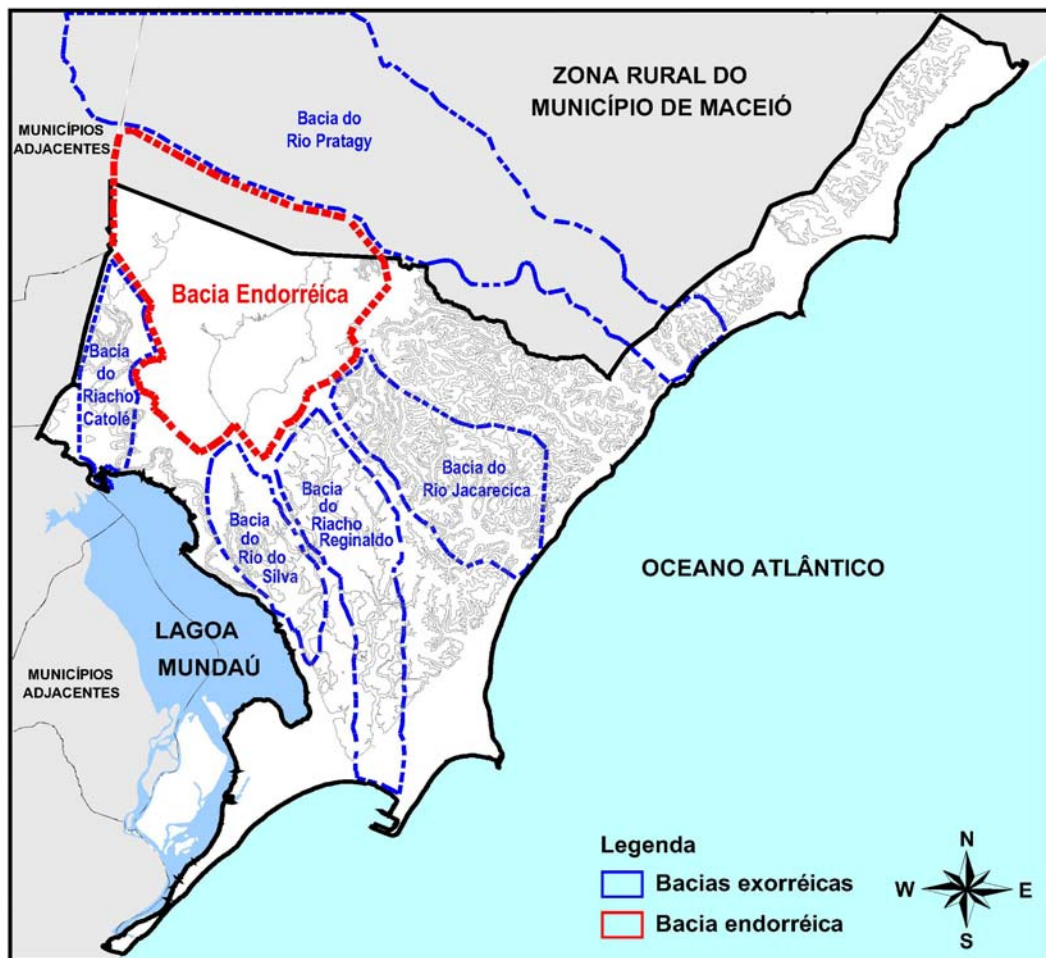 ZONA RURAL DO
MUNICÍPIO DE MACEIÓ
Bacia do
Rio Pratagy
MUNICÍPIOS
ADJACENTES
Bacia Endorréica
Bacia
do
Riacho
Catolé
Bacia do
Rio Jacarecica
Bacia
do
Riacho
Reginaldo
Bacia
do
Rio do
Silva
OCEANO ATLÂNTICO
LAGOA
MUNDAÚ
MUNICÍPIOS
ADJACENTES
Legenda
Bacias exorréicas
Bacia endorréica
N
W
E
S